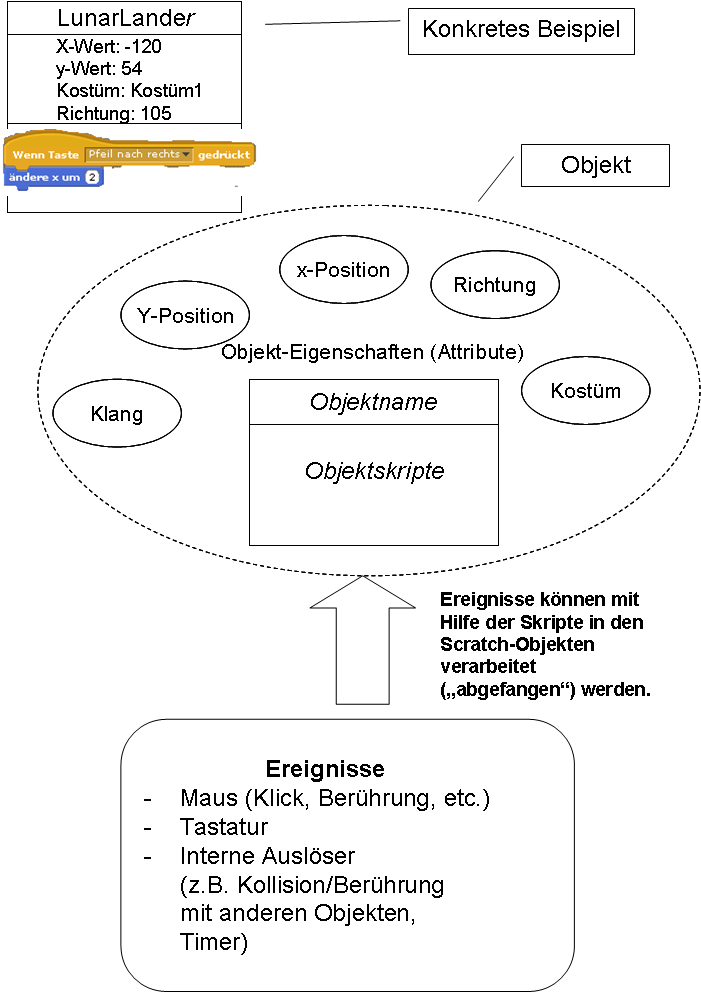 LunarLander
Konkretes Beispiel
X-Wert: -120
y-Wert: 54
Kostüm: Kostüm1
Richtung: 105
Wenn Taste Pfeil nach rechts gedrückt
ändere x um 2
Objekt
x-Position
Richtung
Y-Position
Objekt-Eigenschaften (Attribute)
Kostüm
Klang
Objektname
Objektskripte
Ereignisse können mit
Hilfe der Skripte in den
Scratch-Objekten
verarbeitet
(„abgefangen“) werden.
Ereignisse
- Maus (Klick, Berührung, etc.)
- Tastatur
- Interne Auslöser
(z.B. Kollision/Berührung
mit anderen Objekten,
Timer)